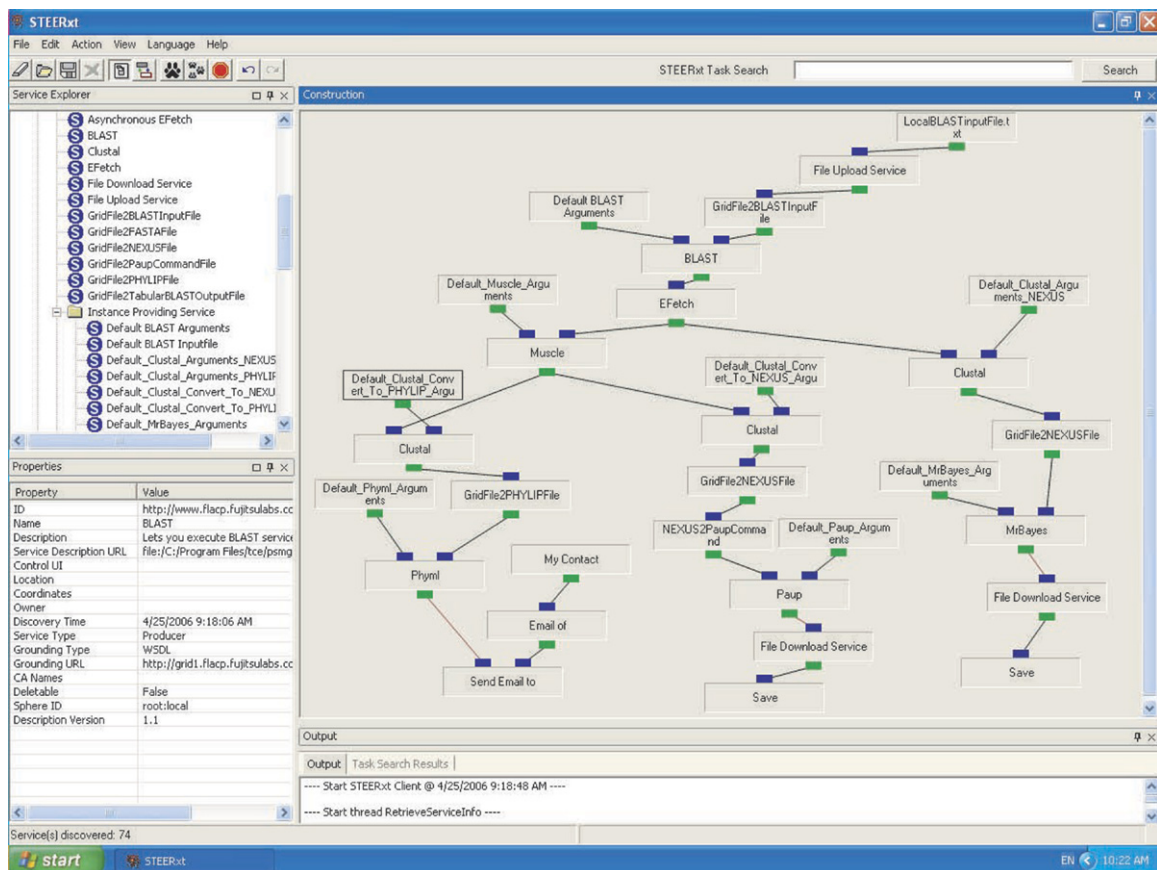 STEERxt
File Edit Action View Language Help
STEERxt Task Search
Search
Service Explorer
Asynchronous EFetch
BLAST
Clustal
EFetch
File Download Service
File Upload Service
GridFile2BLASTInputFile
GridFile2FASTAFile
GridFile2NEXUSFile
GridFile2PaupCommandFile
GridFile2PHYLIPFile
GridFile2TabularBLASTOutputFile
Instance Providing Service
Default BLAST Arguments
Default BLAST Inputfile
Default_Clustal_Arguments_NEXUS
Default_Clustal_Arguments_PHYLIP
Default_Clustal_Convert_To_NEXU
Default_Clustal_Convert_To_PHYLI
Default_MrBayes_Arguments
Properties
Property Value
ID http://www.flacp.fujitsulabs.cc
Name BLAST
Description Lets you execute BLAST service
Service Description URL file:/C:/Program Files/tce/psmg
Control UI
Location
Coordinates
Owner
Discovery Time 4/25/2006 9:18:06 AM
Service Type Producer
Grounding Type WSDL
Grounding URL http://grid1.flacp.fujitsulabs.cc
CA Names
Deletable False
Sphere ID root:local
Description Version 1.1
Construction
LocalBLASTinputFile.t
xt
File Upload Service
Default BLAST
Arguments
GridFile2BLASTInputF
ile
BLAST
Default_Muscle_Argu
ments
EFetch
Default_Clustal_Argu
ments_NEXUS
Muscle
Clustal
Default_Clustal_Conv
ert_To_PHYLIP_Argu
Default_Clustal_Conv
ert_To_NEXUS_Argu
Clustal
Clustal
GridFile2NEXUSFile
Default_Phyml_Argum
ents
GridFile2PHYLIPFile
GridFile2NEXUSFile
Default_MrBayes_Arg
uments
NEXUS2PaupComma
nd
Default_Paup_Argum
ents
MrBayes
Phyml
My Contact
Paup
File Download Service
Email of
File Download Service
Send Email to
Save
Save
Output
Output Task Search Results
---- Start STEERxt Client @ 4/25/2006 9:18:48 AM ----
---- Start thread RetrieveServiceInfo ----
Service(s) discovered: 74
start STEERxt EN 10:22 AM